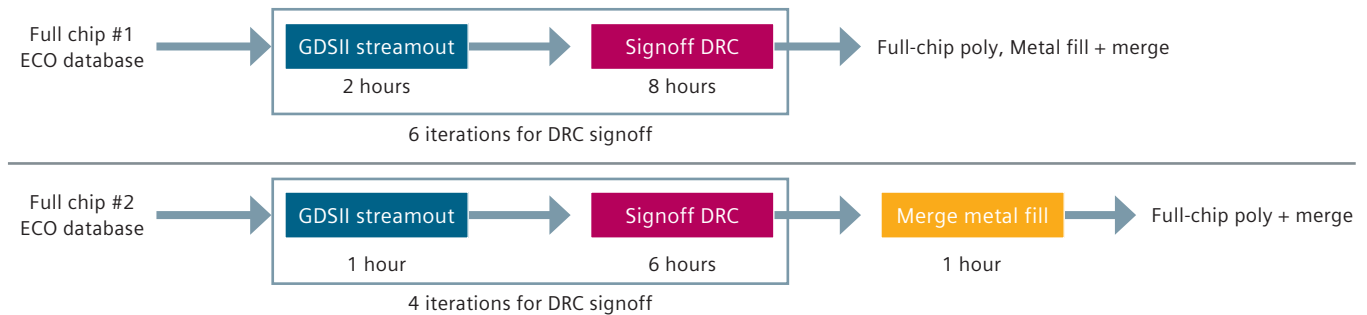 Full chip #1
ECO database
GDSII streamout
Signoff DRC
Full-chip poly, Metal fill + merge
2 hours
8 hours
6 iterations for DRC signoff
Full chip #2
ECO database
GDSII streamout
Signoff DRC
Merge metal fill
Full-chip poly + merge
1 hour
6 hours
1 hour
4 iterations for DRC signoff